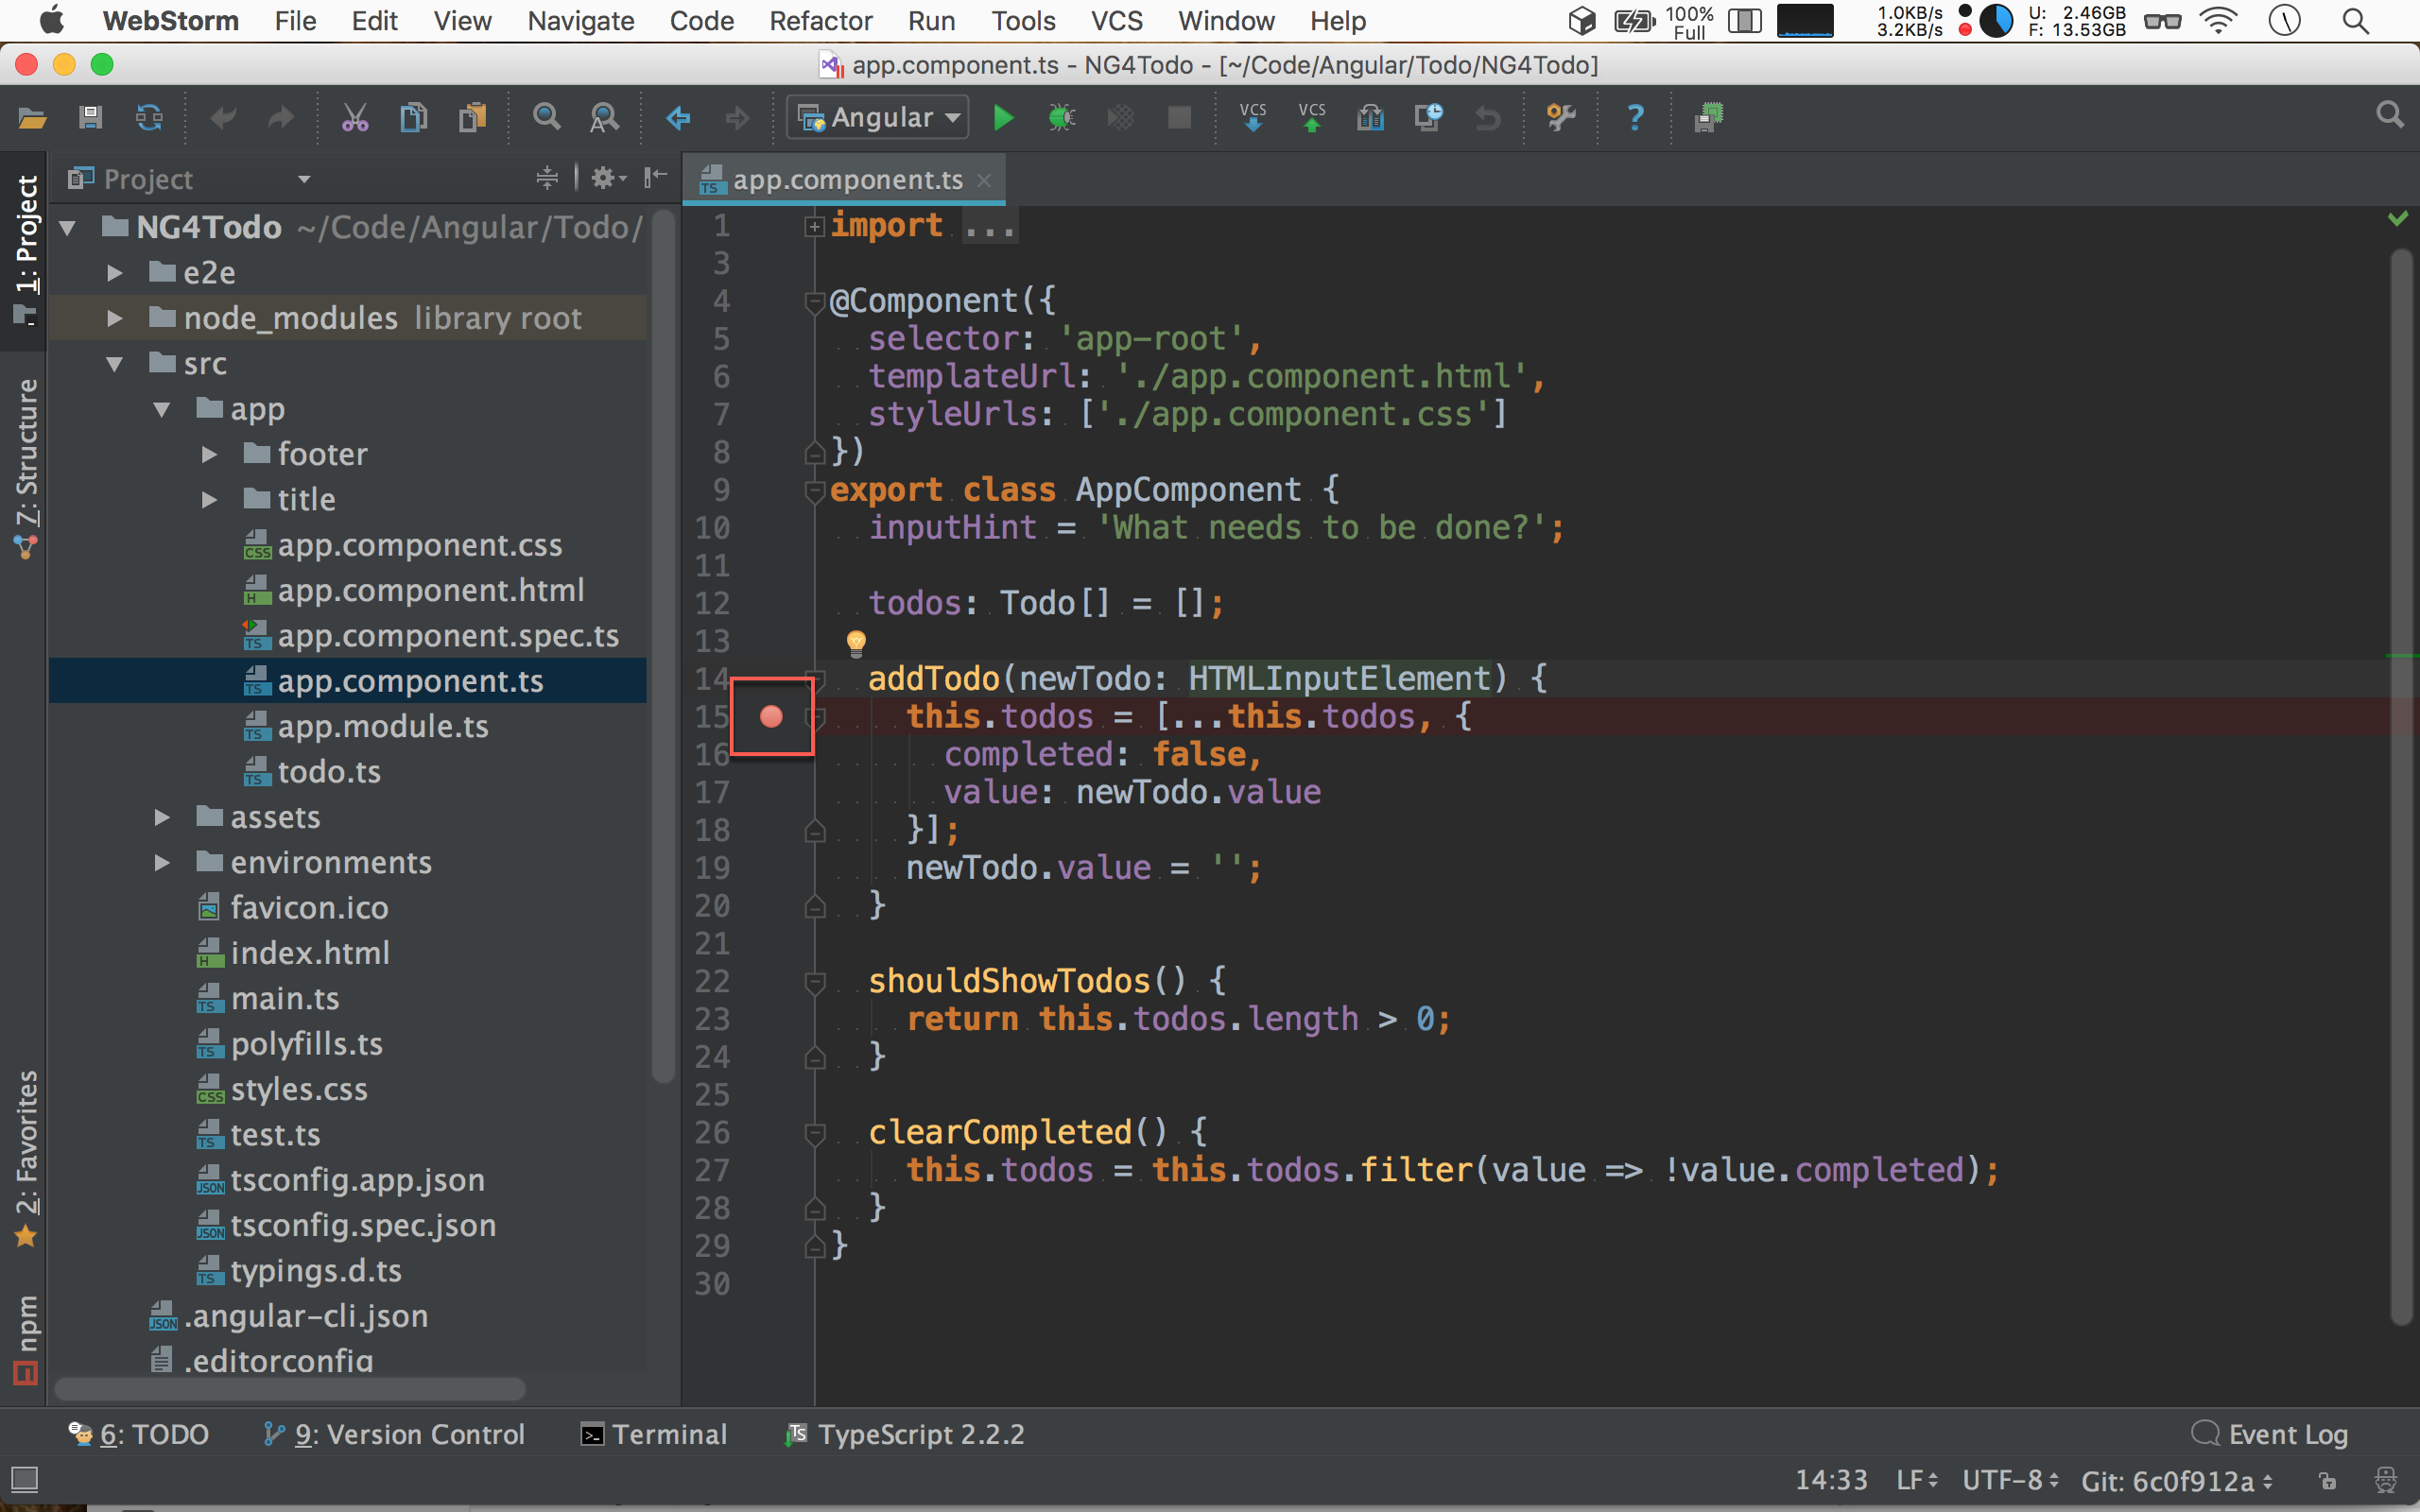 WebStorm File Edit View Navigate Code Refactor Run Tools VCS Window Help 100% Full 1.0KB/s 3.2KB/s U: 2.46GB F: 13.53GB
app.component.ts - NG4Todo - [~/Code/Angular/Todo/NG4Todo]
Angular VCS VCS ?
1: Project
7: Structure
2: Favorites
npm
Project
NG4Todo ~/Code/Angular/Todo/
e2e
node_modules library root
src
app
footer
title
app.component.css
app.component.html
app.component.spec.ts
app.component.ts
app.module.ts
todo.ts
assets
environments
favicon.ico
index.html
main.ts
polyfills.ts
styles.css
test.ts
tsconfig.app.json
tsconfig.spec.json
typings.d.ts
.angular-cli.json
.editorconfig
app.component.ts
1 import ...
3
4 @Component({
5 selector: 'app-root',
6 templateUrl: './app.component.html',
7 styleUrls: ['./app.component.css']
8 })
9 export class AppComponent {
10 inputHint = 'What needs to be done?';
11
12 todos: Todo[] = [];
13
14 addTodo(newTodo: HTMLInputElement) {
15 this.todos = [...this.todos, {
16 completed: false,
17 value: newTodo.value
18 }];
19 newTodo.value = '';
20 }
21
22 shouldShowTodos() {
23 return this.todos.length > 0;
24 }
25
26 clearCompleted() {
27 this.todos = this.todos.filter(value => !value.completed);
28 }
29 }
30
6: TODO 9: Version Control Terminal TypeScript 2.2.2 Event Log
14:33 LF UTF-8 Git: 6c0f912a